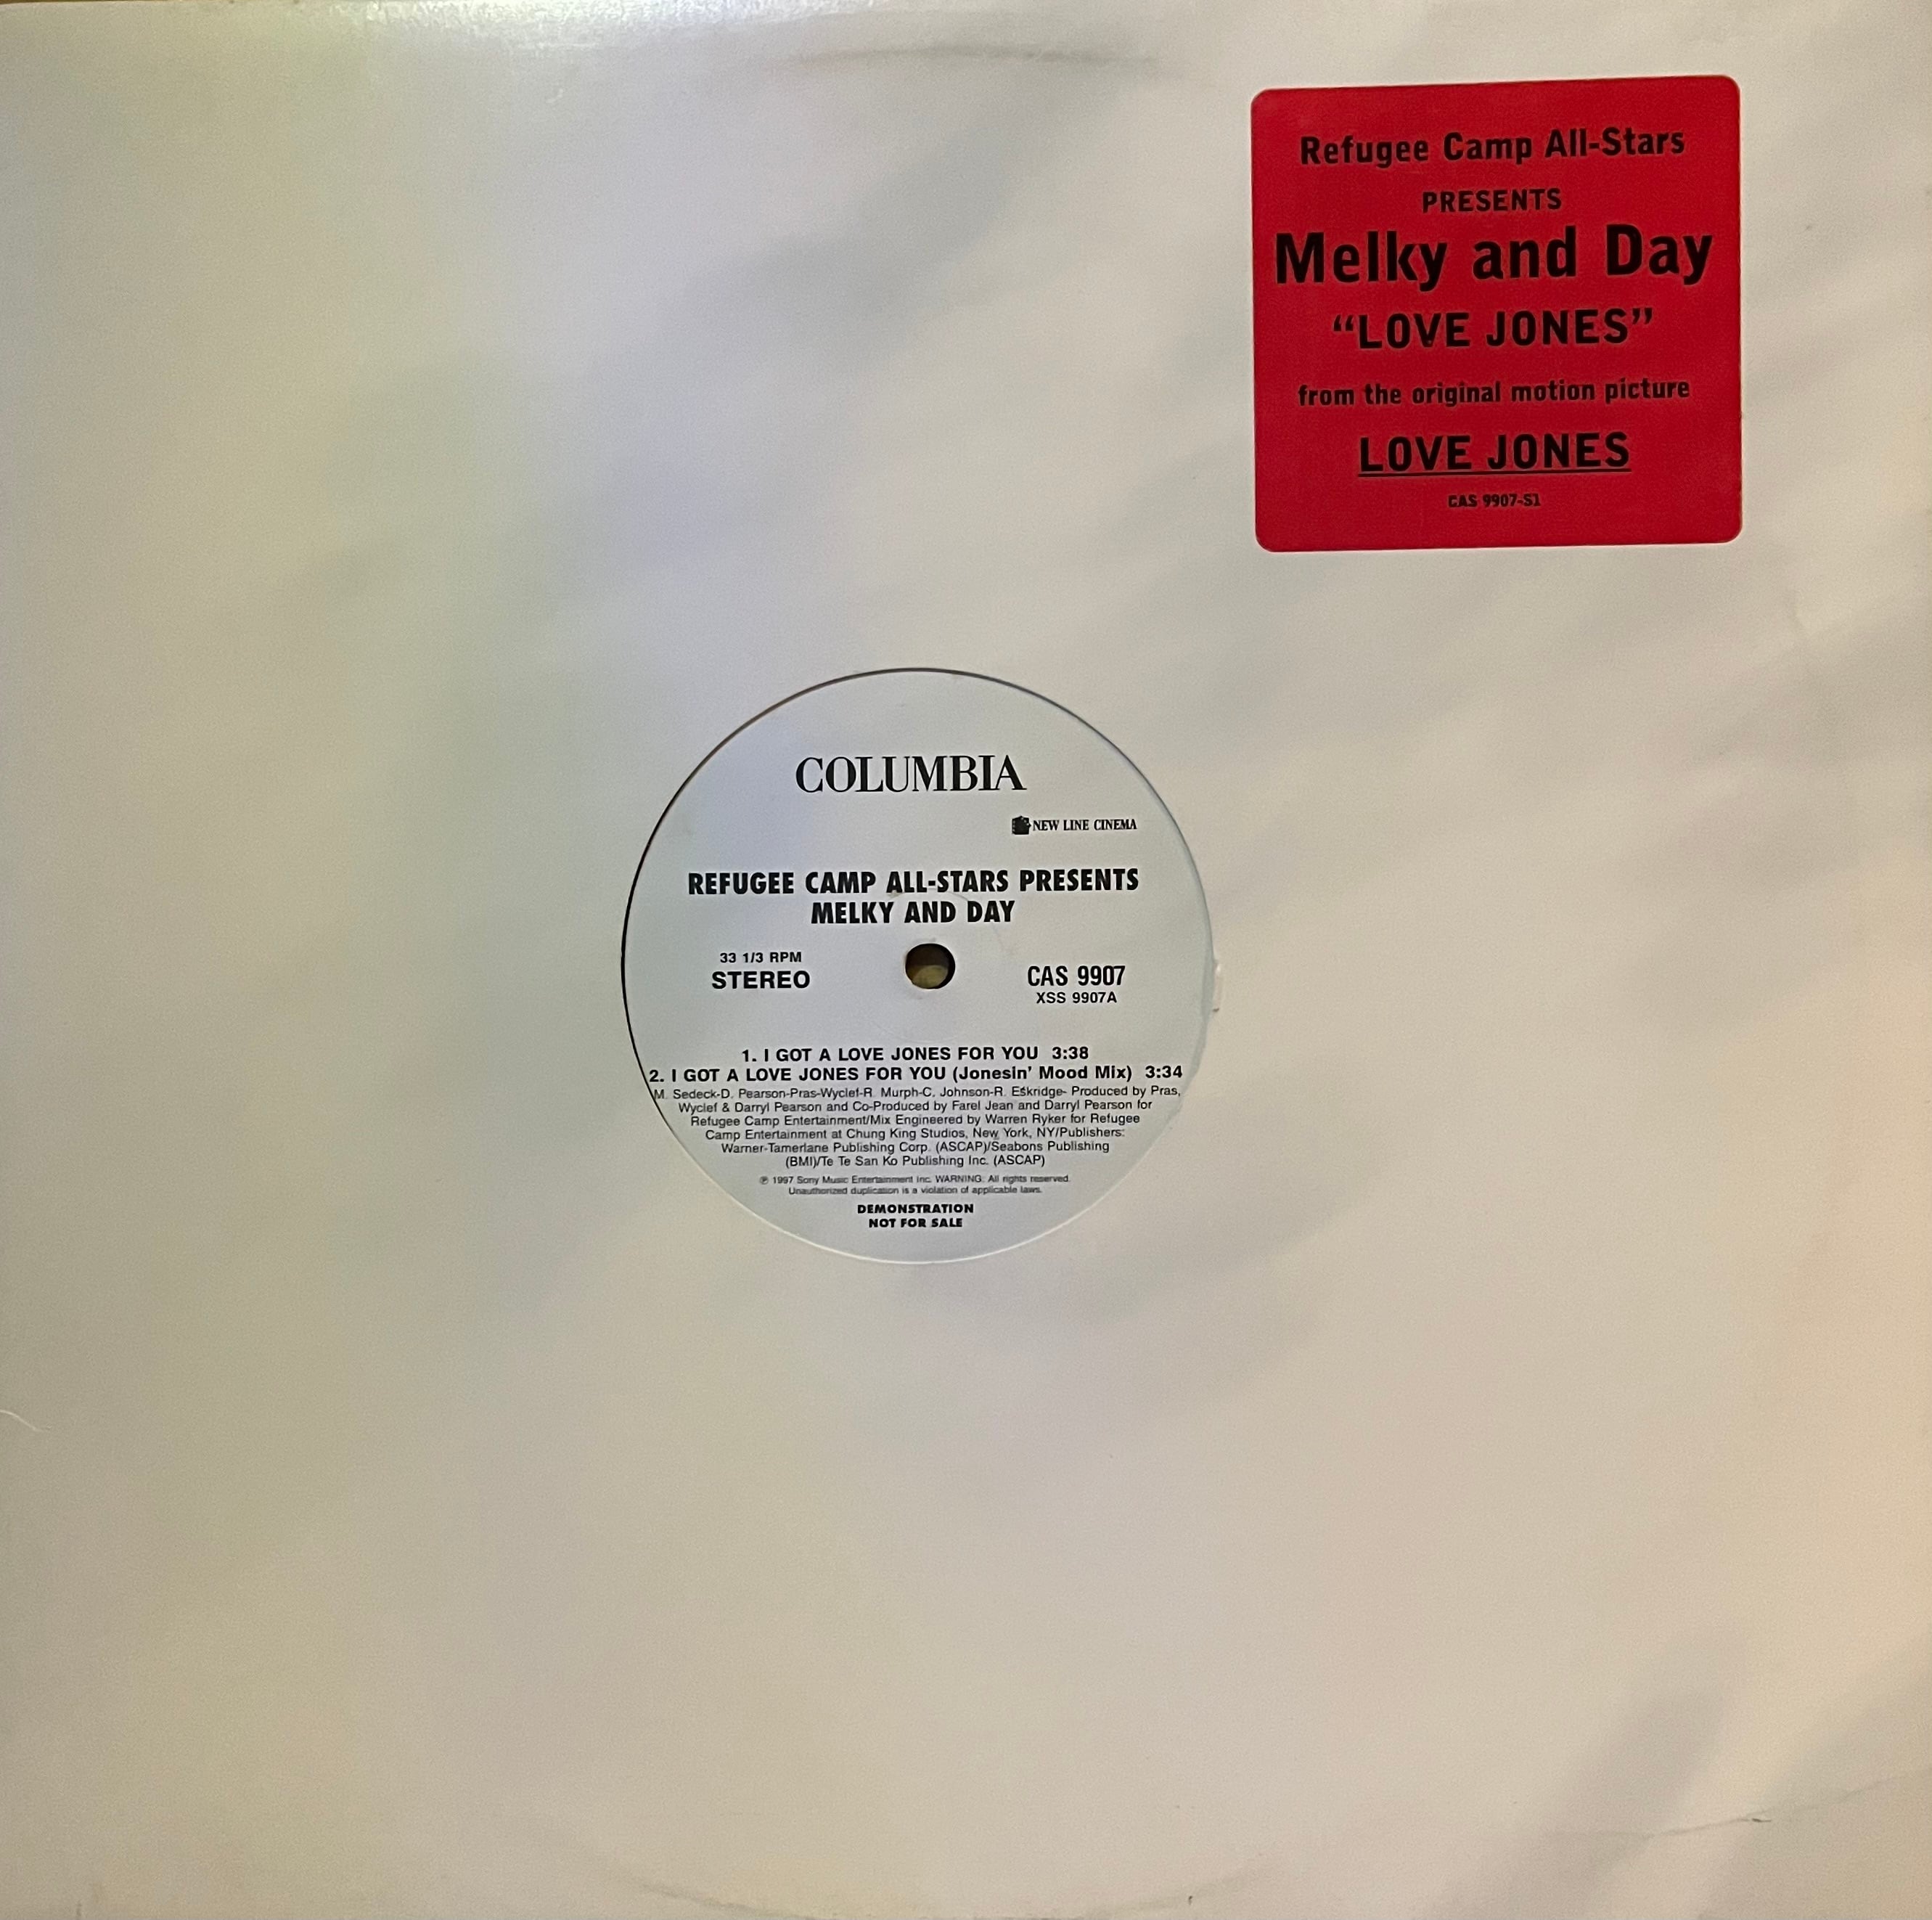 Refugee Camp All-Stars
PRESENTS
Melky and Day
“LOVE JONES”
from the original motion picture
LOVE JONES
CAS 9907-S1
COLUMBIA
NEW LINE CINEMA
REFUGEE CAMP ALL-STARS PRESENTS
MELKY AND DAY
33 1/3 RPM
STEREO
CAS 9907
XSS 9907A
1. I GOT A LOVE JONES FOR YOU 3:38
2. I GOT A LOVE JONES FOR YOU (Jonesin' Mood Mix) 3:34
M. Sedeck-D. Pearson-Pras-Wyclef-R. Murph-C. Johnson-R. Eskridge- Produced by Pras,
Wyclef & Darryl Pearson and Co-Produced by Farel Jean and Darryl Pearson for
Refugee Camp Entertainment/Mix Engineered by Warren Ryker for Refugee
Camp Entertainment at Chung King Studios, New York, NY/Publishers:
Warner-Tamerlane Publishing Corp. (ASCAP)/Seabons Publishing
(BMI)/Te Te San Ko Publishing Inc. (ASCAP)
℗ 1997 Sony Music Entertainment Inc. WARNING: All rights reserved.
Unauthorized duplication is a violation of applicable laws.
DEMONSTRATION
NOT FOR SALE